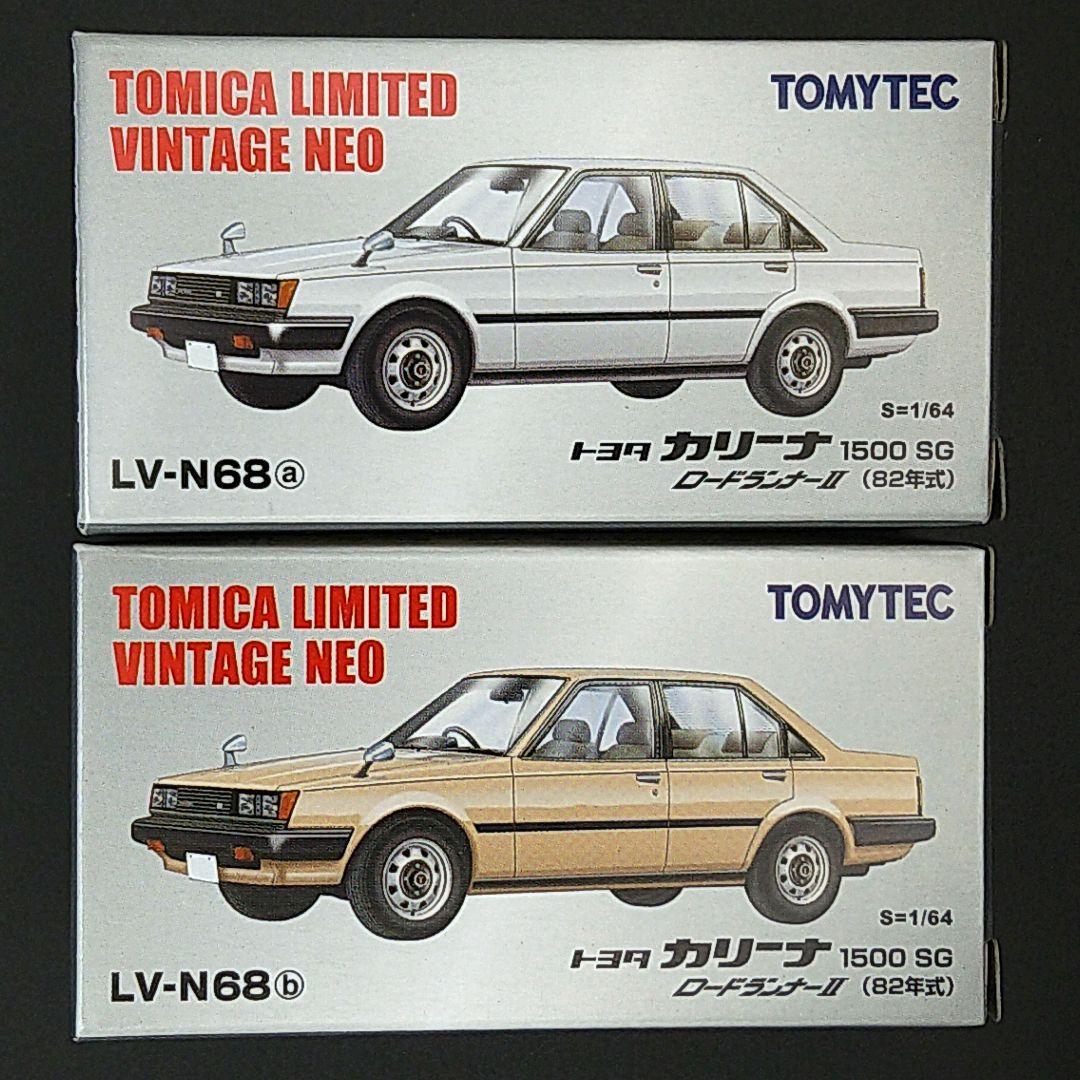 TOMICA LIMITED
VINTAGE NEO
TOMYTEC
S=1/64
LV-N68ⓐ
トヨタ カリーナ 1500 SG
ロードランナーⅡ (82年式)
TOMICA LIMITED
VINTAGE NEO
TOMYTEC
S=1/64
LV-N68ⓑ
トヨタ カリーナ 1500 SG
ロードランナーⅡ (82年式)